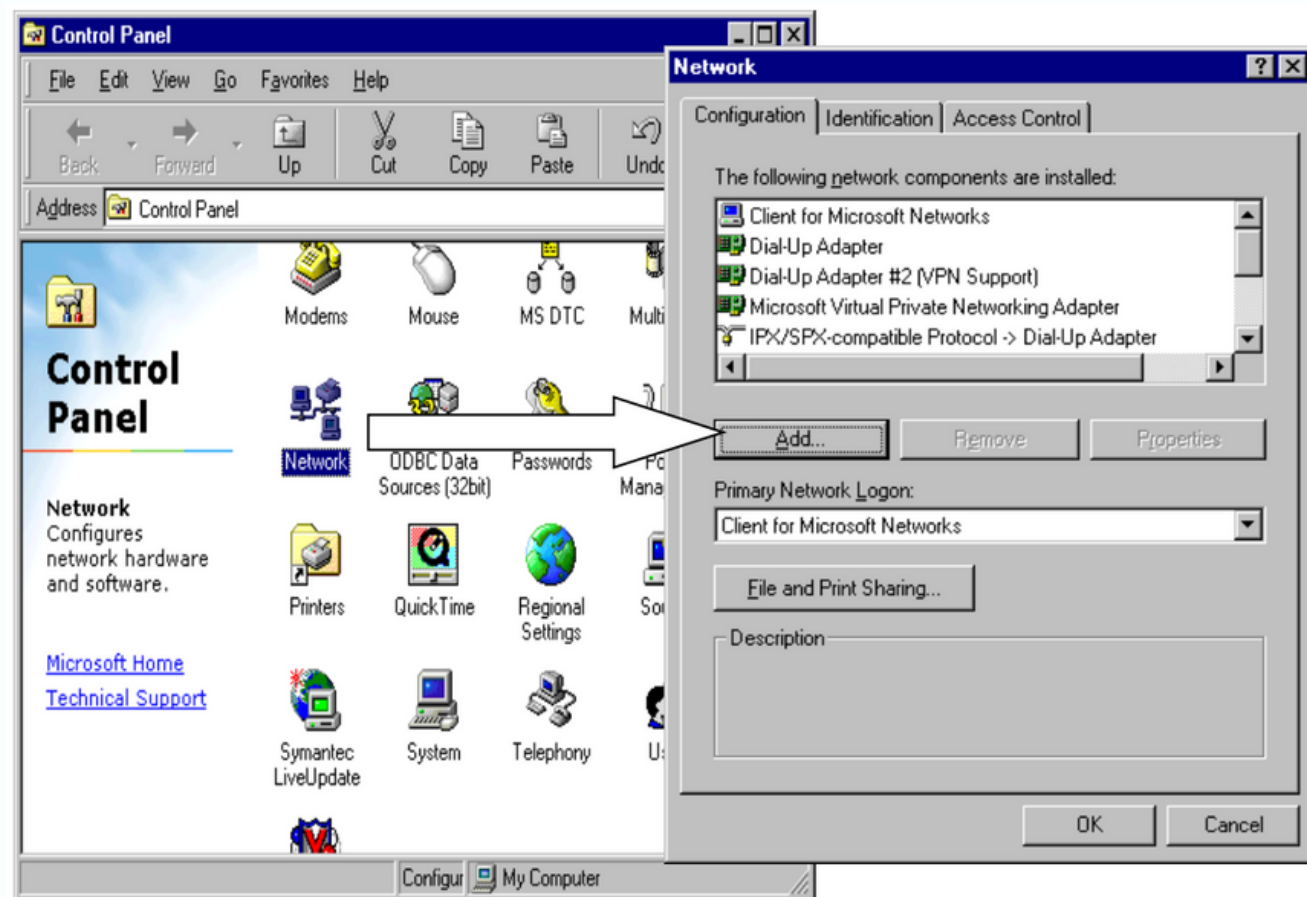 Control Panel
File Edit View Go Favorites Help
Back Forward Up Cut Copy Paste
Address Control Panel
Control
Panel
Network
Configures
network hardware
and software.
Microsoft Home
Technical Support
Modems Mouse MS DTC
Network ODBC Data
Sources (32bit) Passwords
Printers QuickTime Regional
Settings
Symantec
LiveUpdate System Telephony
My Computer
Network
Configuration Identification Access Control
The following network components are installed:
Client for Microsoft Networks
Dial-Up Adapter
Dial-Up Adapter #2 (VPN Support)
Microsoft Virtual Private Networking Adapter
IPX/SPX-compatible Protocol -> Dial-Up Adapter
Add... Remove Properties
Primary Network Logon:
Client for Microsoft Networks
File and Print Sharing...
Description
OK Cancel